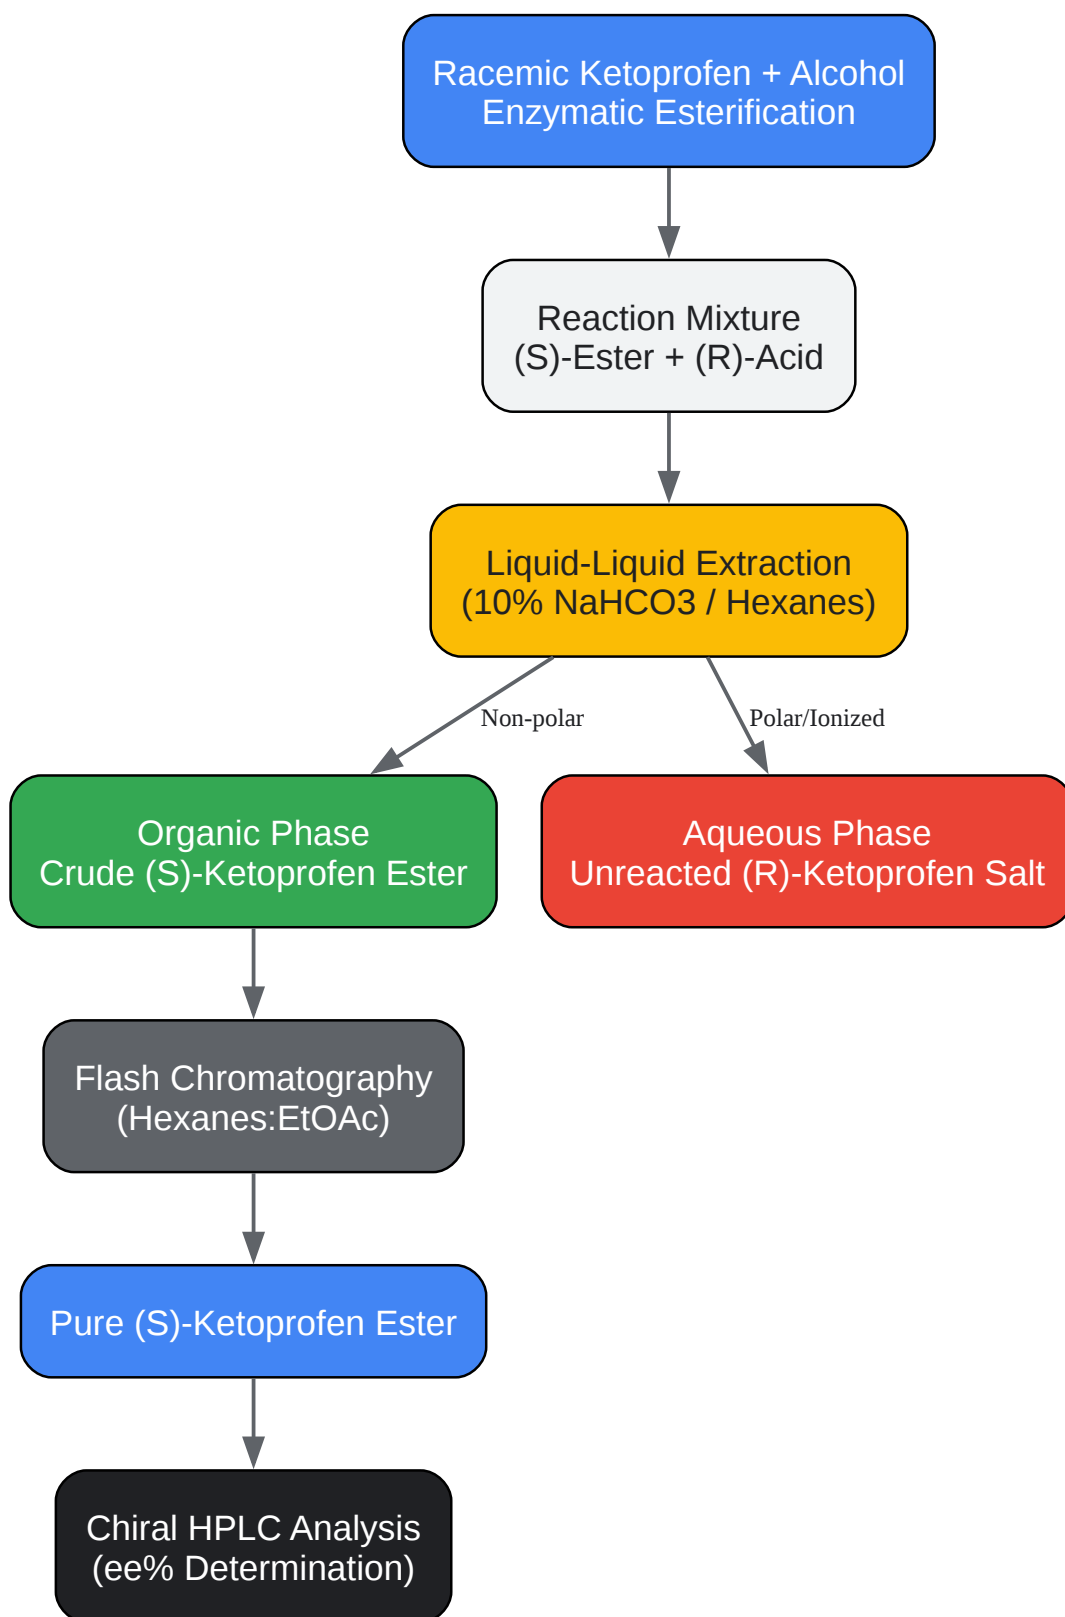 Racemic Ketoprofen + Alcohol
Enzymatic Esterification
Reaction Mixture
(S)-Ester + (R)-Acid
Liquid-Liquid Extraction
(10% NaHCO3 / Hexanes)
Non-polar
Polar/Ionized
Organic Phase
Crude (S)-Ketoprofen Ester
Aqueous Phase
Unreacted (R)-Ketoprofen Salt
Flash Chromatography
(Hexanes:EtOAc)
Pure (S)-Ketoprofen Ester
Chiral HPLC Analysis
(ee% Determination)